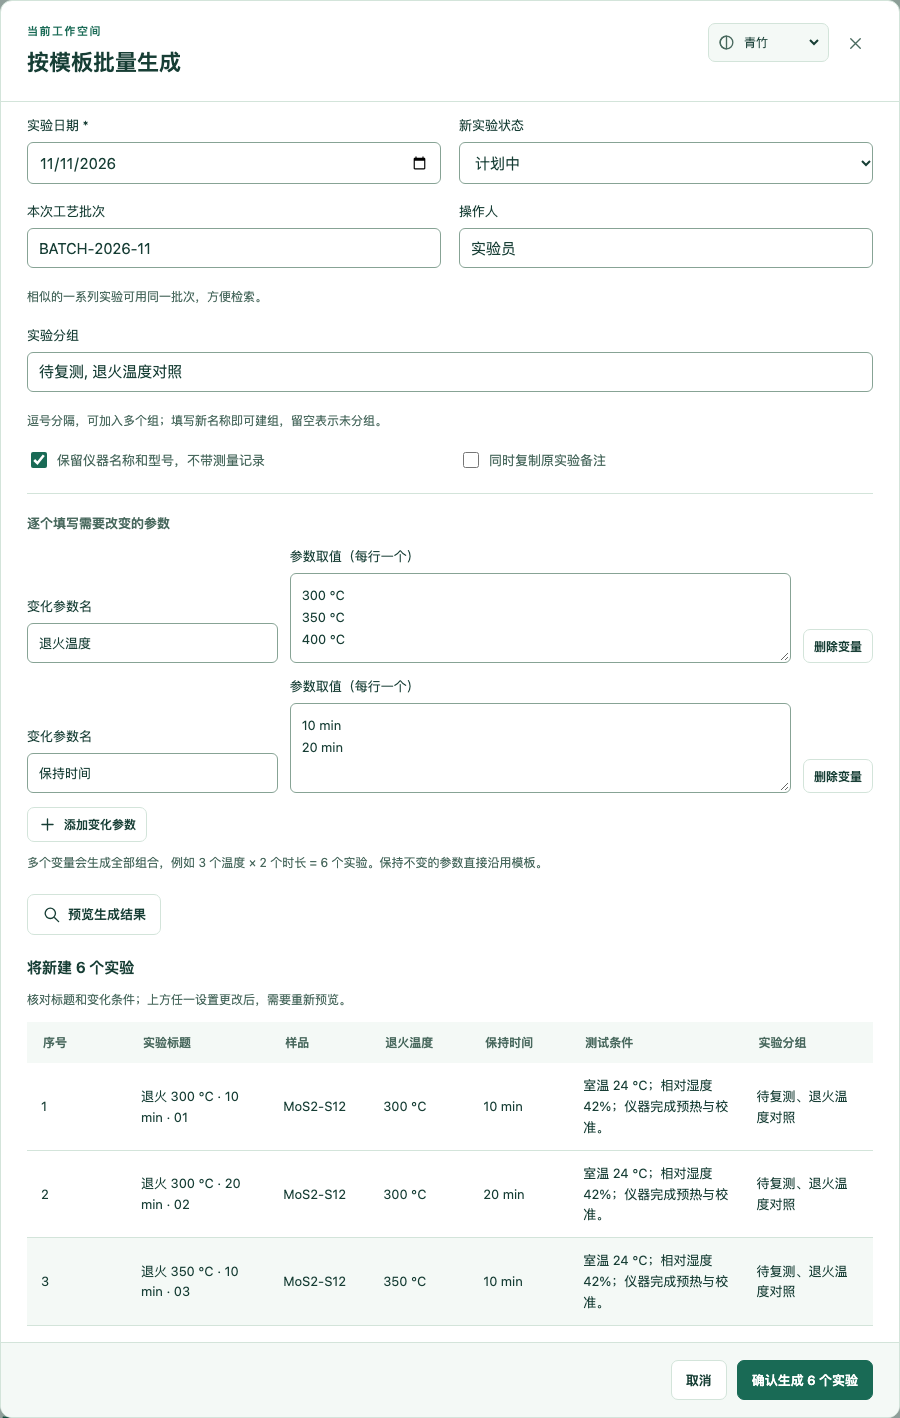 当前工作空间
按模板批量生成
青竹
实验日期 *
新实验状态
11/11/2026
计划中
本次工艺批次
操作人
BATCH-2026-11
实验员
相似的一系列实验可用同一批次，方便检索。
实验分组
待复测, 退火温度对照
逗号分隔，可加入多个组；填写新名称即可建组，留空表示未分组。
保留仪器名称和型号，不带测量记录
同时复制原实验备注
逐个填写需要改变的参数
参数取值（每行一个）
变化参数名
300 °C
350 °C
400 °C
退火温度
删除变量
参数取值（每行一个）
变化参数名
10 min
20 min
保持时间
删除变量
添加变化参数
多个变量会生成全部组合，例如 3 个温度 × 2 个时长 = 6 个实验。保持不变的参数直接沿用模板。
预览生成结果
将新建 6 个实验
核对标题和变化条件；上方任一设置更改后，需要重新预览。
序号 实验标题 样品 退火温度 保持时间 测试条件 实验分组
1
退火 300 °C · 10
min · 01
MoS2-S12
300 °C
10 min
室温 24 °C；相对湿度
42%；仪器完成预热与校
准。
待复测、退火温
度对照
2
退火 300 °C · 20
min · 02
MoS2-S12
300 °C
20 min
室温 24 °C；相对湿度
42%；仪器完成预热与校
准。
待复测、退火温
度对照
3
退火 350 °C · 10
min · 03
MoS2-S12
350 °C
10 min
室温 24 °C；相对湿度
42%；仪器完成预热与校
准。
待复测、退火温
度对照
取消
确认生成 6 个实验